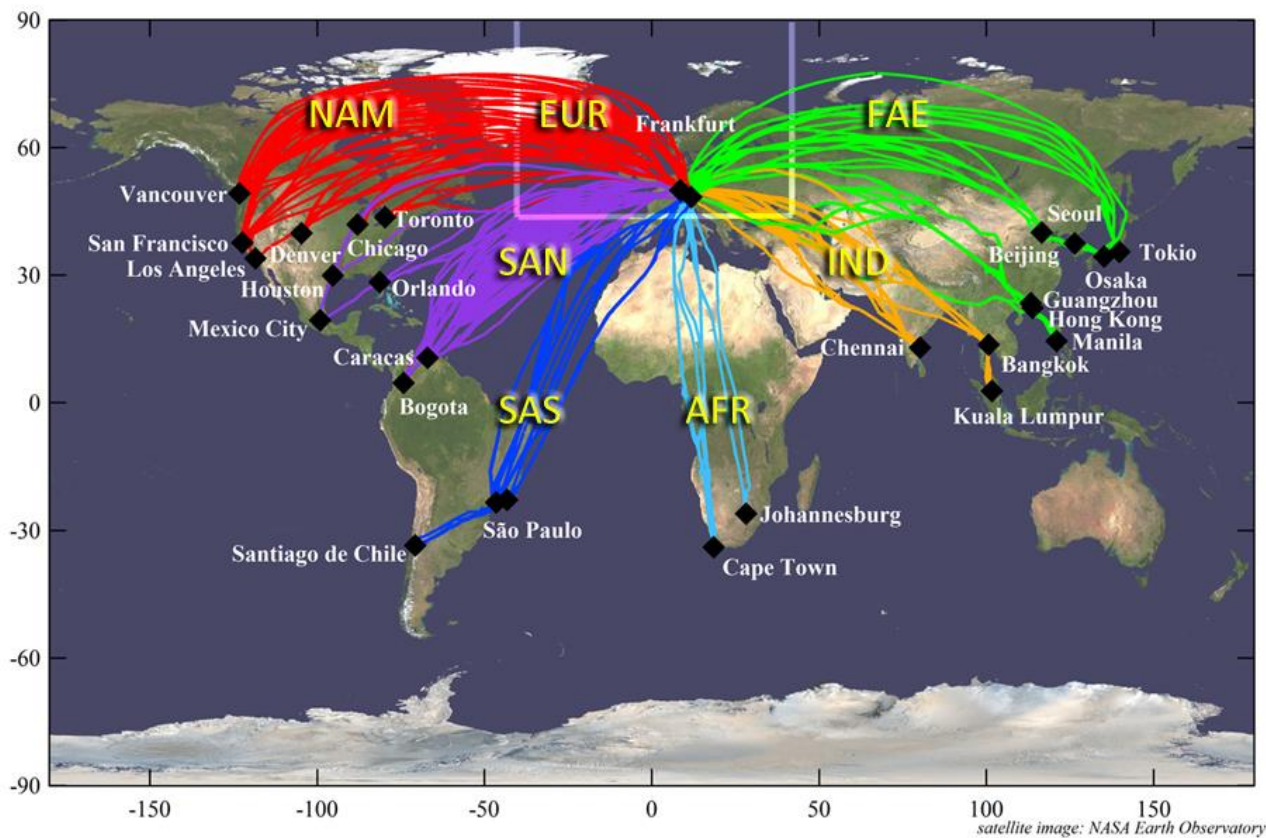 90
60
30
0
-30
-60
-90
-150
-100
-50
0
50
100
150
NAM
EUR
FAE
Frankfurt
Vancouver
Toronto
San Francisco
Denver
Chicago
Los Angeles
Houston
Orlando
Mexico City
SAN
IND
Seoul
Beijing
Tokio
Osaka
Guangzhou
Hong Kong
Manila
Chennai
Bangkok
Kuala Lumpur
Caracas
Bogota
SAS
AFR
São Paulo
Santiago de Chile
Johannesburg
Cape Town
satellite image: NASA Earth Observatory